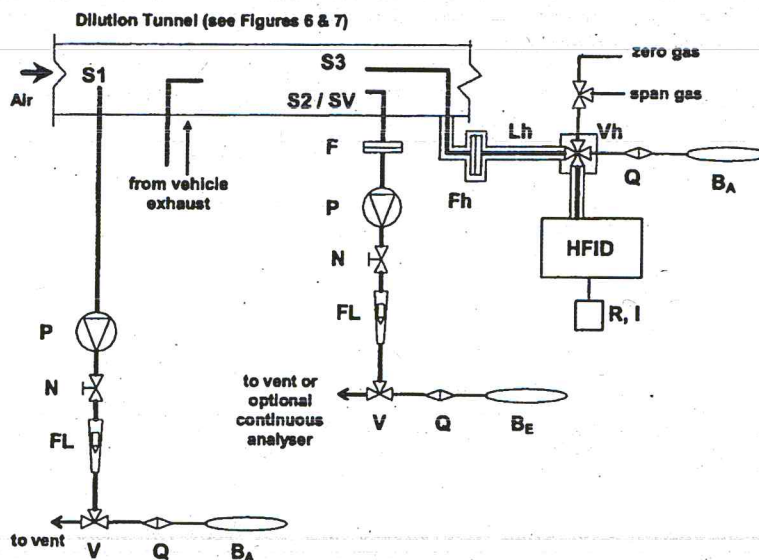 Dilution Tunnel (see Figures 6 & 7)
zero gas
S1
S3
span gas
Air
S2 / SV
Lh
Vh
F
from vehicle
exhaust
Fh
Q
BA
P
HFID
N
R, I
FL
P
to vent or
optional
continuous
analyser
N
V
Q
BE
FL
to vent
V
Q
BA